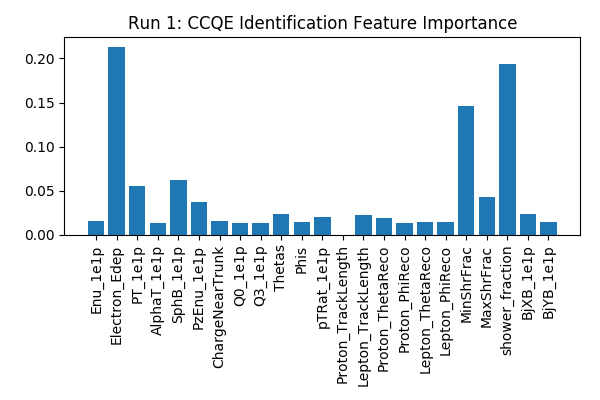 Run 1: CCQE Identification Feature Importance
0.20
0.15
0.10
0.05
0.00
Enu_1e1p
Electron_Edep
PT_1e1p
AlphaT_1e1p
SphB_1e1p
PzEnu_1e1p
ChargeNearTrunk
Q0_1e1p
Q3_1e1p
Thetas
Phis
pTRat_1e1p
Proton_TrackLength
Lepton_TrackLength
Proton_ThetaReco
Proton_PhiReco
Lepton_ThetaReco
Lepton_PhiReco
MinShrFrac
MaxShrFrac
shower_fraction
BjXB_1e1p
BjYB_1e1p